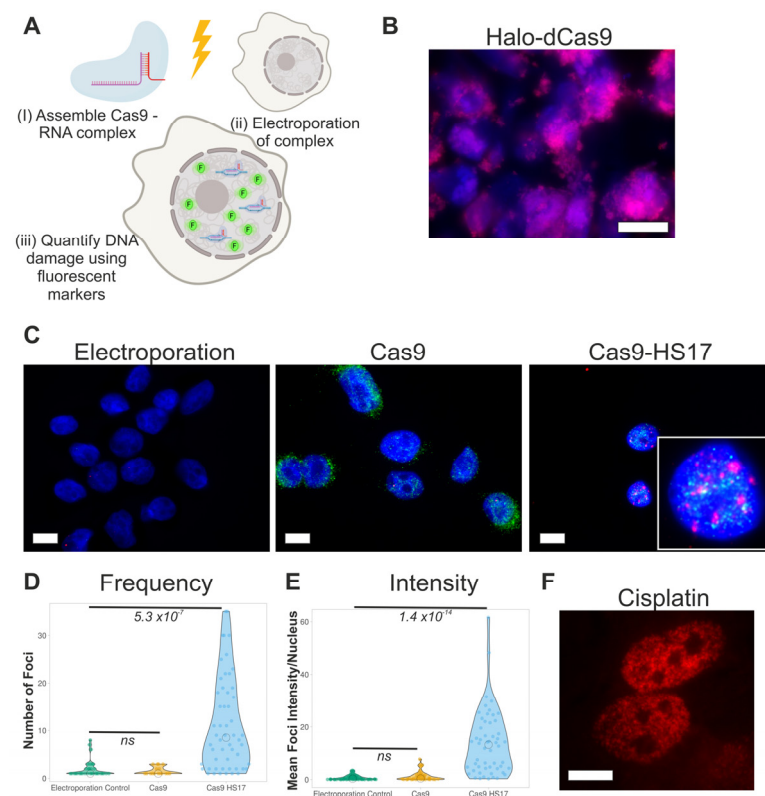 A
(I) Assemble Cas9 -
RNA complex
(ii) Electroporation
of complex
F
F
F
F
F
F
F
F
(iii) Quantify DNA
damage using
fluorescent
markers
B
Halo-dCas9
C
Electroporation
Cas9
Cas9-HS17
D
Frequency
5.3 x10-7
ns
Number of Foci
30
20
10
0
Electroporation Control
Cas9
Cas9 HS17
E
Intensity
1.4 x10-14
ns
Mean Foci Intensity/Nucleus
60
40
20
0
Electroporation Control
Cas9
Cas9 HS17
F
Cisplatin